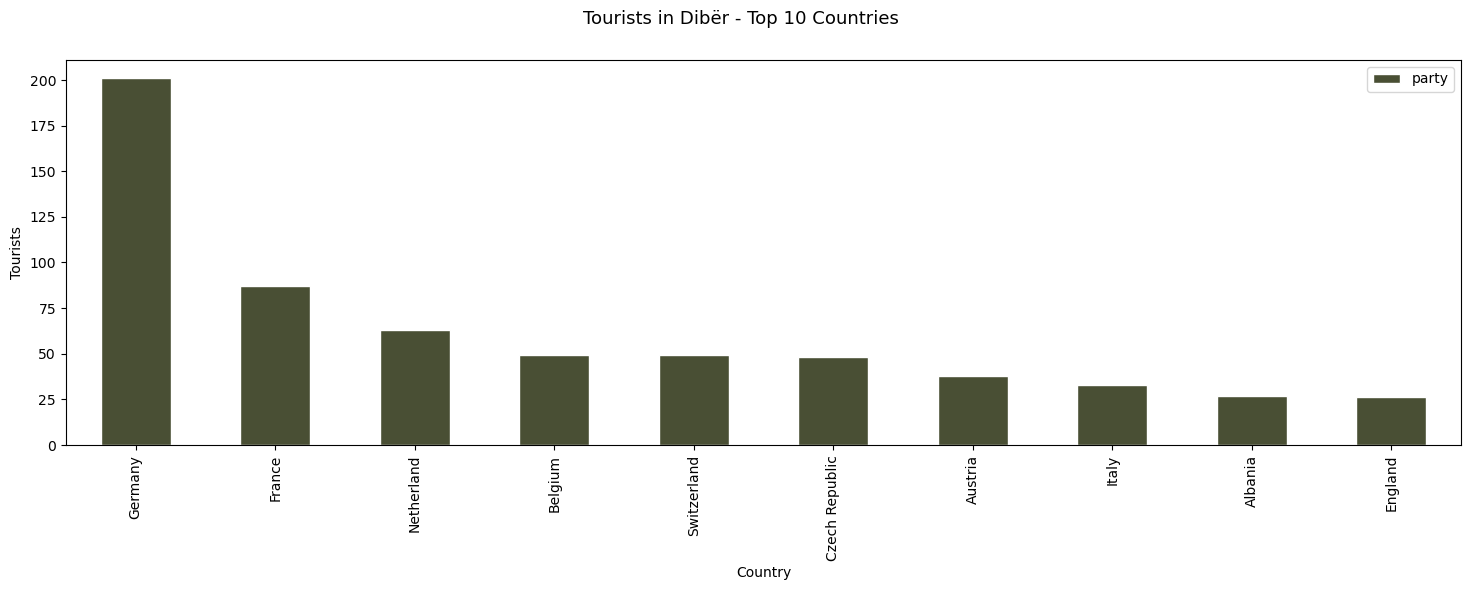 Tourists in Dibër - Top 10 Countries
party
Tourists
200
175
150
125
100
75
50
25
0
Germany
France
Netherland
Belgium
Switzerland
Czech Republic
Austria
Italy
Albania
England
Country